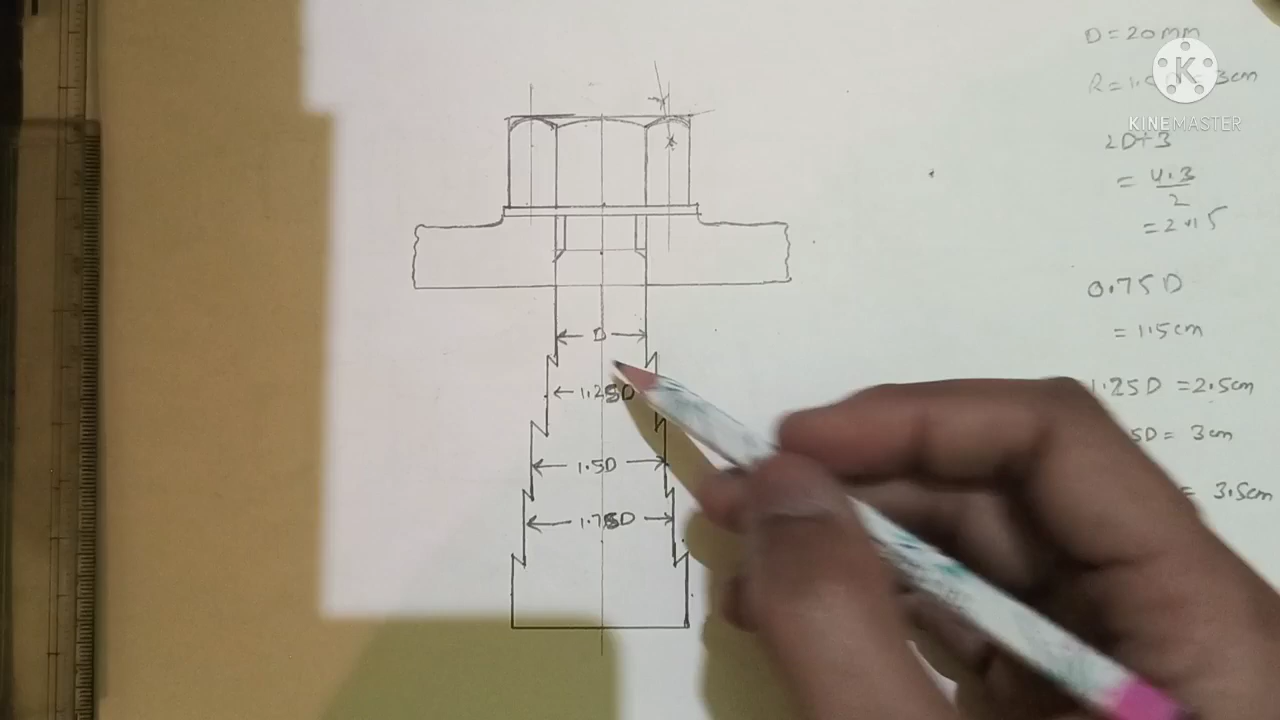 D = 20mm
3cm
K
KINEMASTER
2D+3
= 4.3
2
= 2.15
0.75D
= 1.5cm
D
1.25D
1.25D = 2.5cm
1.5D
5D = 3cm
1.75D
= 3.5cm